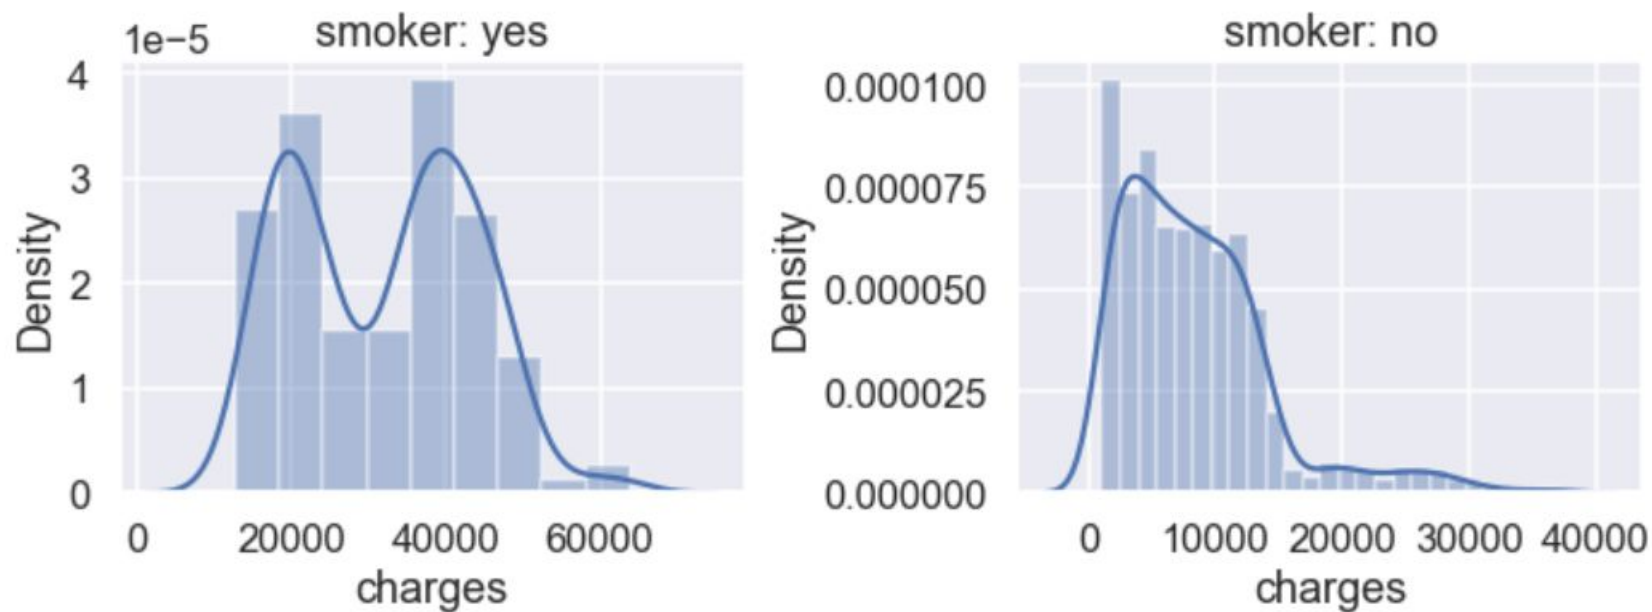 1e−5
smoker: yes
4
3
2
1
0
Density
0 20000 40000 60000
charges
smoker: no
0.000100
0.000075
0.000050
0.000025
0.000000
Density
0 10000 20000 30000 40000
charges